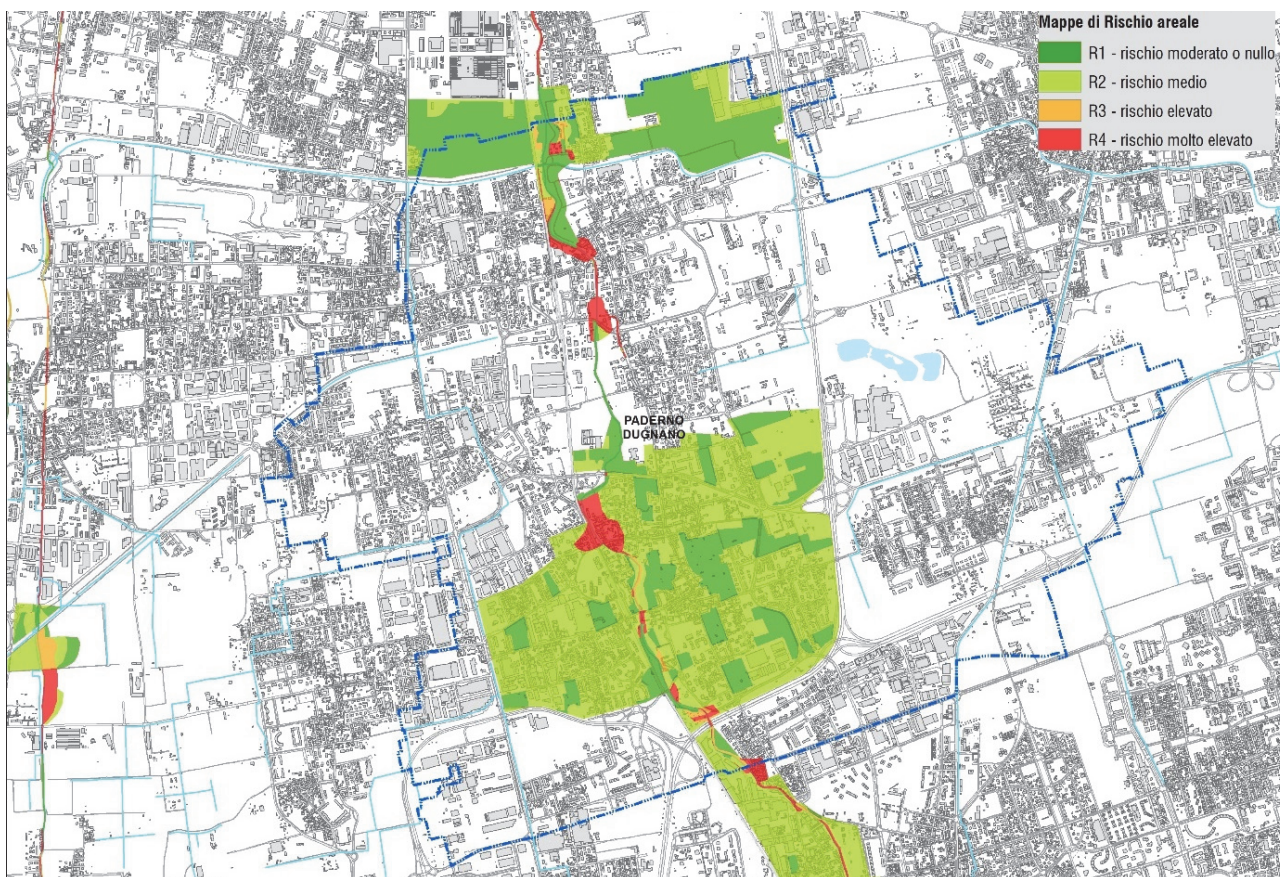 Mappe di Rischio areale
R1 - rischio moderato o nullo
R2 - rischio medio
R3 - rischio elevato
R4 - rischio molto elevato
PADERNO
DUGNANO